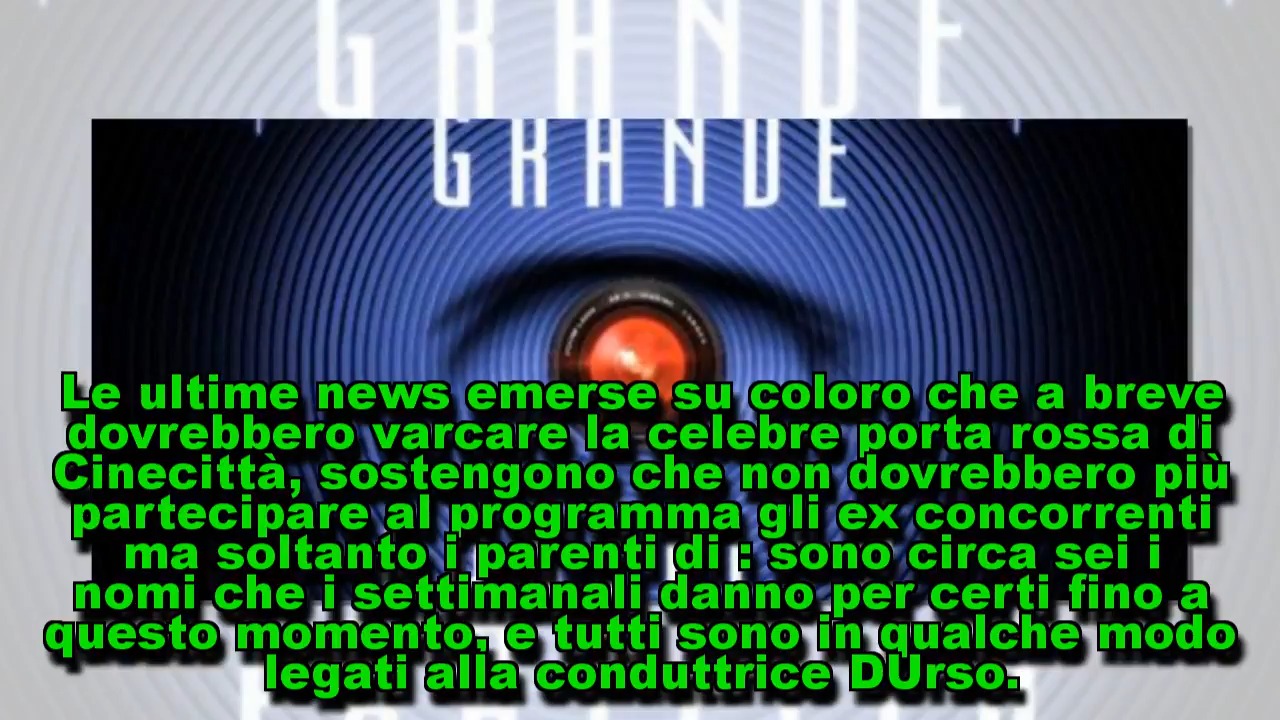 GRANDE
GRANDE
Le ultime news emerse su coloro che a breve
dovrebbero varcare la celebre porta rossa di
Cinecittà, sostengono che non dovrebbero più
partecipare al programma gli ex concorrenti
ma soltanto i parenti di : sono circa sei i
nomi che i settimanali danno per certi fino a
questo momento, e tutti sono in qualche modo
legati alla conduttrice DUrso.